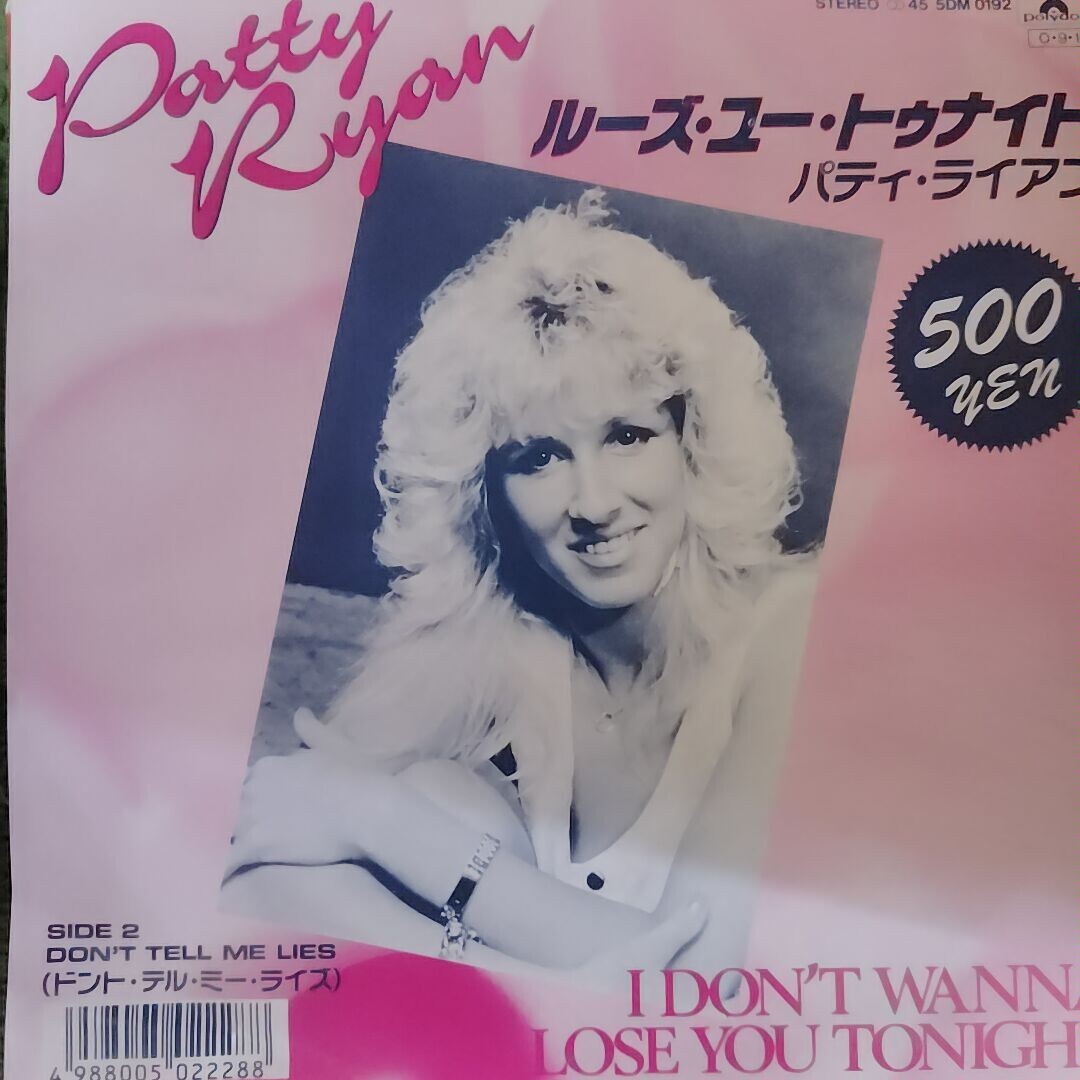 STEREO 45 5DM 0192
Patty
Ryan
ルーズ・ユー・トゥナイト
パティ・ライアン
500
YEN
SIDE 2
DON'T TELL ME LIES
(ドント・テル・ミー・ライズ)
I DON'T WANNA
LOSE YOU TONIGH
4 988005 022288